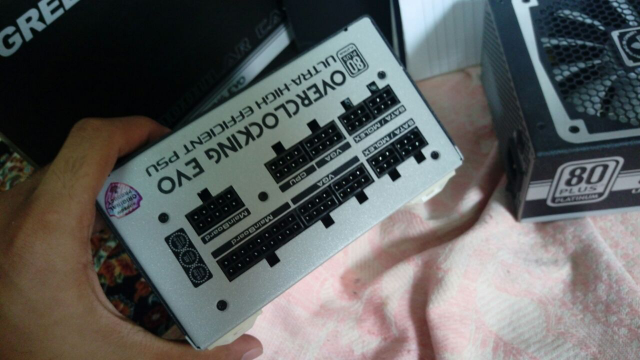 GREE
80
PLUS
OVERCLOCKING EVO
ULTRA HIGH EFFICIENT PSU
SATA / MOLEX
SATA / MOLEX
VGA
CPU
VGA
MainBoard
MainBoard
80
PLUS
PLATINUM